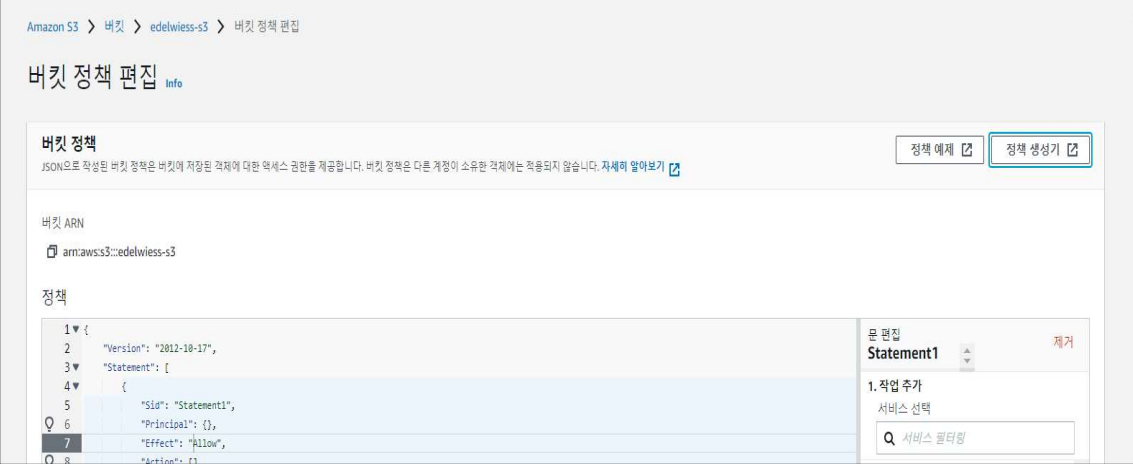 Amazon S3 > 버킷 > edelwiess-s3 > 버킷 정책 편집
버킷 정책 편집 Info
버킷 정책
정책 예제
정책 생성기
JSON으로 작성된 버킷 정책은 버킷에 저장된 객체에 대한 액세스 권한을 제공합니다. 버킷 정책은 다른 계정이 소유한 객체에는 적용되지 않습니다. 자세히 알아보기
버킷 ARN
arn:aws:s3:::edelwiess-s3
정책
1 {
2 "Version": "2012-10-17",
3 "Statement": [
4 {
5 "Sid": "Statement1",
6 "Principal": {},
7 "Effect": "Allow",
8 "Action": [],
문 편집
Statement1
제거
1. 작업 추가
서비스 선택
서비스 필터링